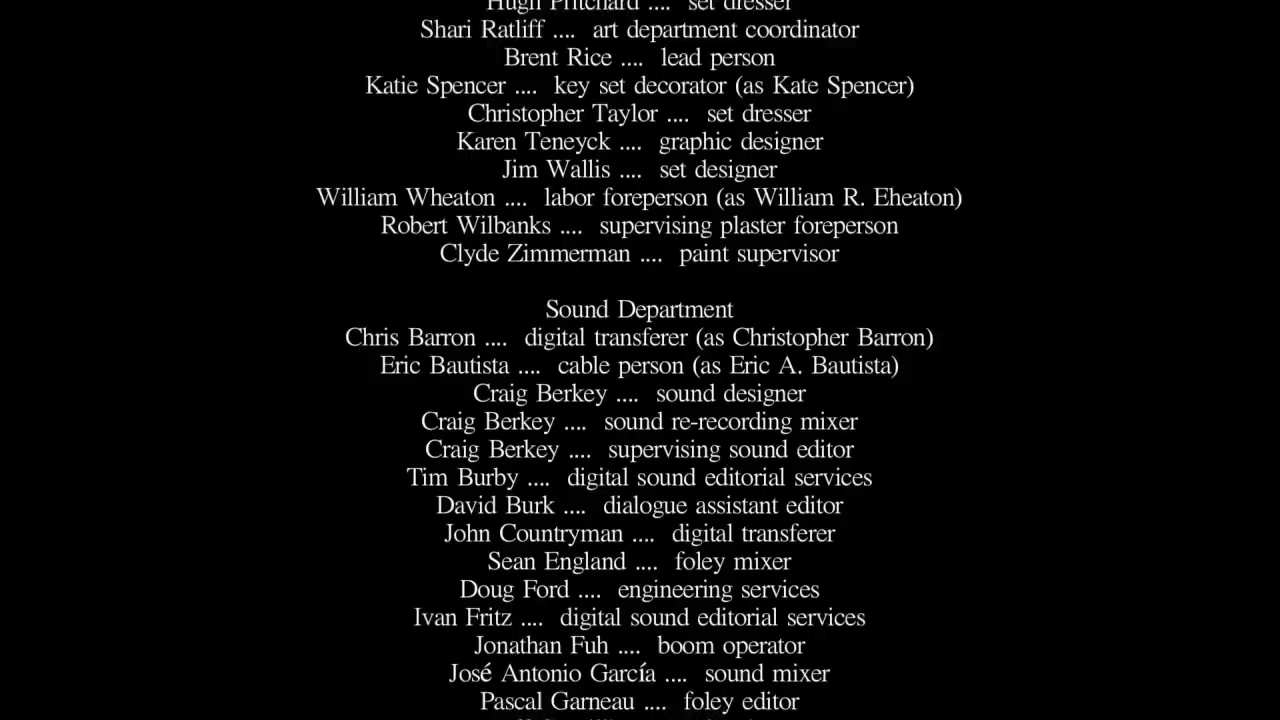 Hugh Pritchard .... set dresser
Shari Ratliff .... art department coordinator
Brent Rice .... lead person
Katie Spencer .... key set decorator (as Kate Spencer)
Christopher Taylor .... set dresser
Karen Teneyck .... graphic designer
Jim Wallis .... set designer
William Wheaton .... labor foreperson (as William R. Eheaton)
Robert Wilbanks .... supervising plaster foreperson
Clyde Zimmerman .... paint supervisor
Sound Department
Chris Barron .... digital transferer (as Christopher Barron)
Eric Bautista .... cable person (as Eric A. Bautista)
Craig Berkey .... sound designer
Craig Berkey .... sound re-recording mixer
Craig Berkey .... supervising sound editor
Tim Burby .... digital sound editorial services
David Burk .... dialogue assistant editor
John Countryman .... digital transferer
Sean England .... foley mixer
Doug Ford .... engineering services
Ivan Fritz .... digital sound editorial services
Jonathan Fuh .... boom operator
José Antonio García .... sound mixer
Pascal Garneau .... foley editor